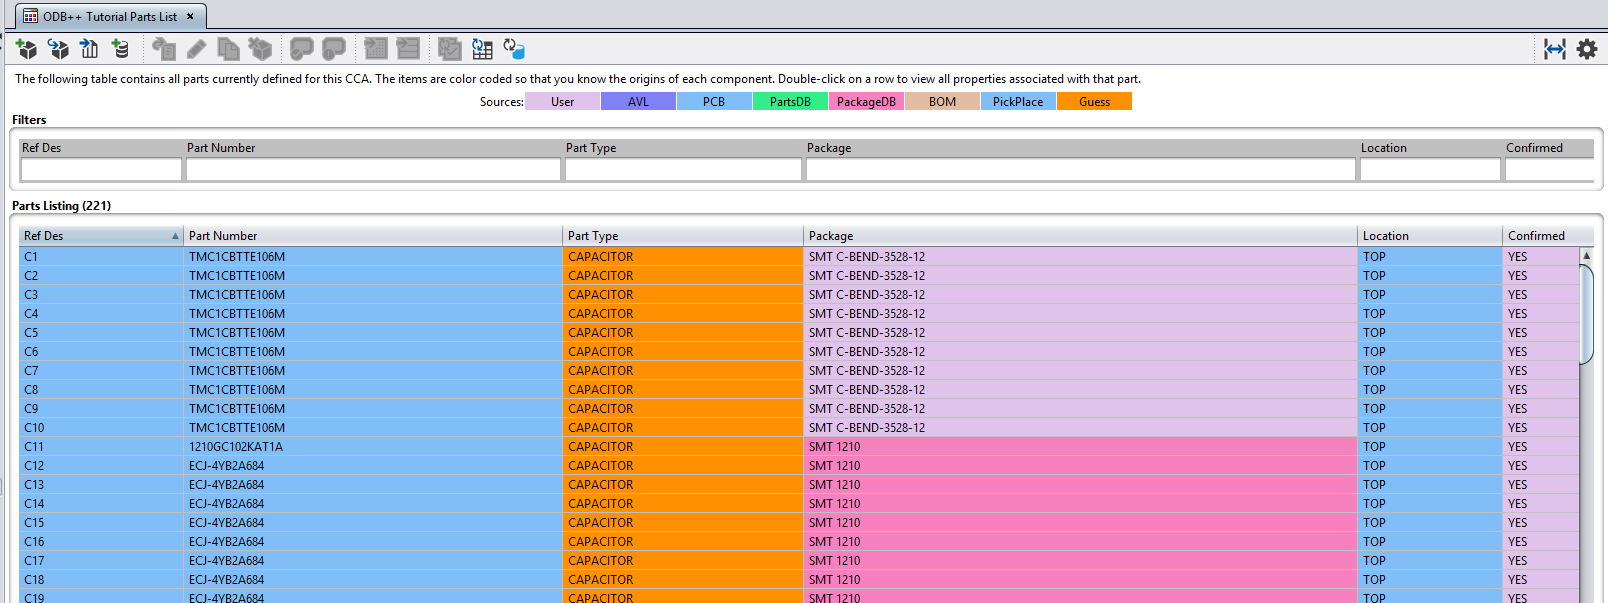 ODB++ Tutorial Parts List
The following table contains all parts currently defined for this CCA. The items are color coded so that you know the origins of each component. Double-click on a row to view all properties associated with that part.
Sources: User AVL PCB PartsDB PackageDB BOM PickPlace Guess
Filters
Ref Des Part Number Part Type Package Location Confirmed
Parts Listing (221)
Ref Des Part Number Part Type Package Location Confirmed
C1 TMC1CBTTE106M CAPACITOR SMT C-BEND-3528-12 TOP YES
C2 TMC1CBTTE106M CAPACITOR SMT C-BEND-3528-12 TOP YES
C3 TMC1CBTTE106M CAPACITOR SMT C-BEND-3528-12 TOP YES
C4 TMC1CBTTE106M CAPACITOR SMT C-BEND-3528-12 TOP YES
C5 TMC1CBTTE106M CAPACITOR SMT C-BEND-3528-12 TOP YES
C6 TMC1CBTTE106M CAPACITOR SMT C-BEND-3528-12 TOP YES
C7 TMC1CBTTE106M CAPACITOR SMT C-BEND-3528-12 TOP YES
C8 TMC1CBTTE106M CAPACITOR SMT C-BEND-3528-12 TOP YES
C9 TMC1CBTTE106M CAPACITOR SMT C-BEND-3528-12 TOP YES
C10 TMC1CBTTE106M CAPACITOR SMT C-BEND-3528-12 TOP YES
C11 1210GC102KAT1A CAPACITOR SMT 1210 TOP YES
C12 ECJ-4YB2A684 CAPACITOR SMT 1210 TOP YES
C13 ECJ-4YB2A684 CAPACITOR SMT 1210 TOP YES
C14 ECJ-4YB2A684 CAPACITOR SMT 1210 TOP YES
C15 ECJ-4YB2A684 CAPACITOR SMT 1210 TOP YES
C16 ECJ-4YB2A684 CAPACITOR SMT 1210 TOP YES
C17 ECJ-4YB2A684 CAPACITOR SMT 1210 TOP YES
C18 ECJ-4YB2A684 CAPACITOR SMT 1210 TOP YES
C19 ECJ-4YB2A684 CAPACITOR SMT 1210 TOP YES